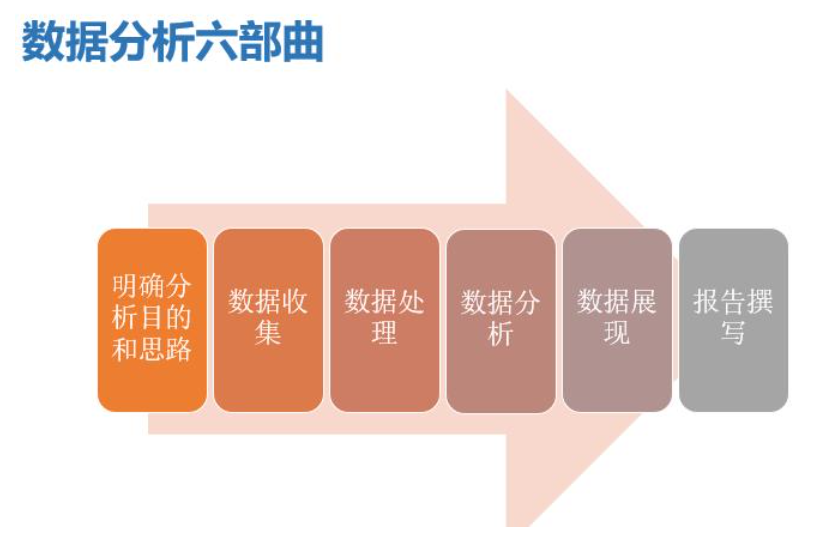 数据分析六部曲
明确分
析目的
和思路
数据收
集
数据处
理
数据分
析
数据展
现
报告撰
写